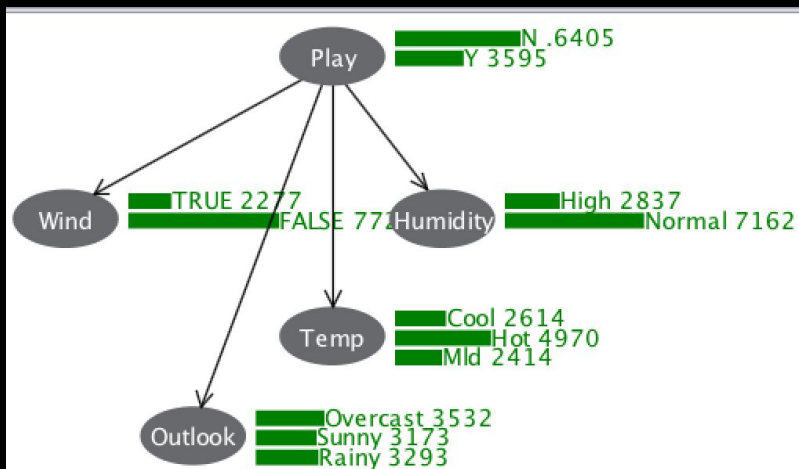 Play
N .6405
Y 3595
Wind
TRUE 2277
FALSE 772
Humidity
High 2837
Normal 7162
Temp
Cool 2614
Hot 4970
Mld 2414
Outlook
Overcast 3532
Sunny 3173
Rainy 3293